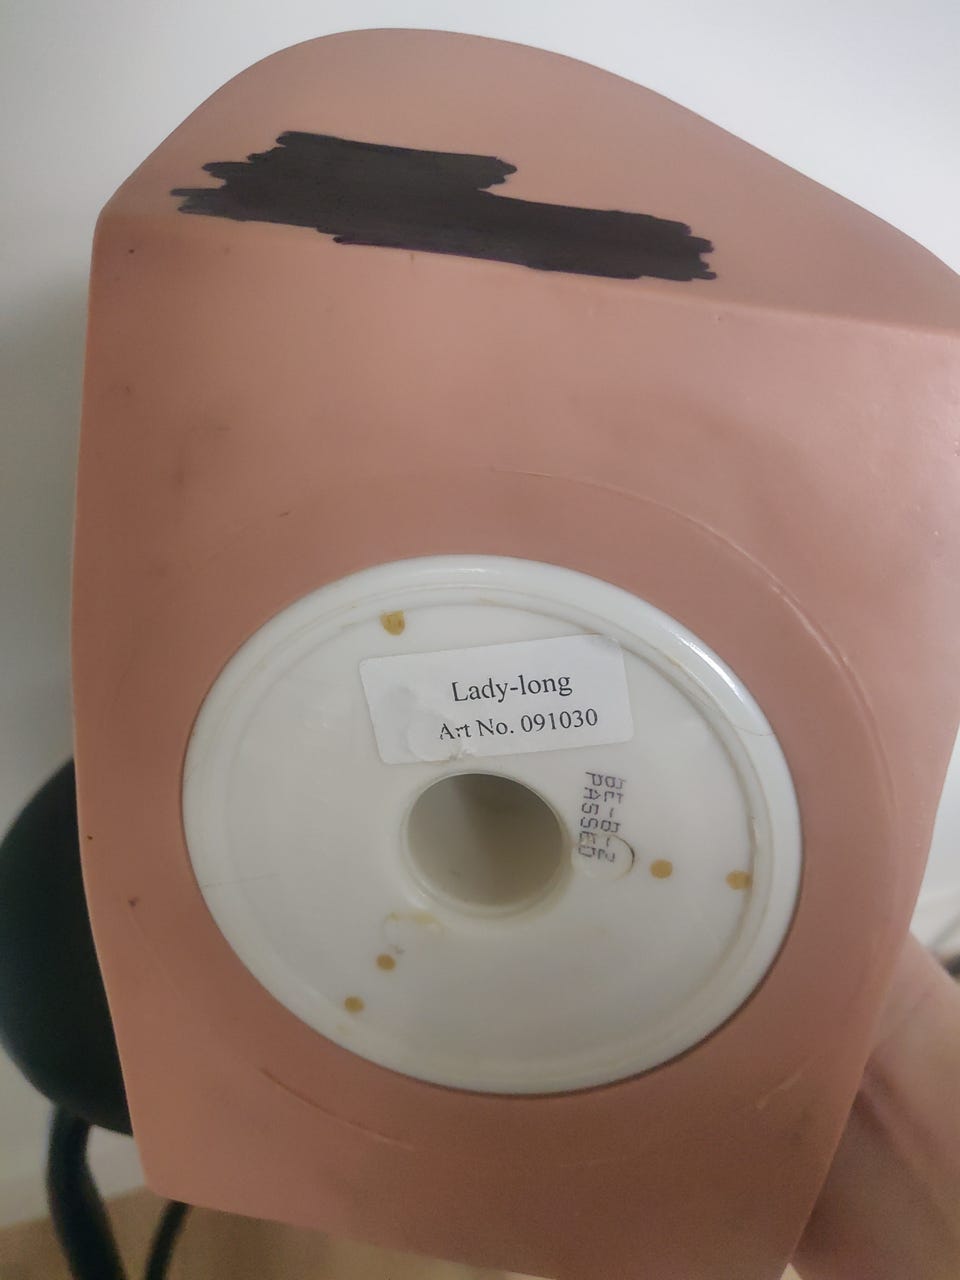 Lady-long
Art No. 091030
PASSED